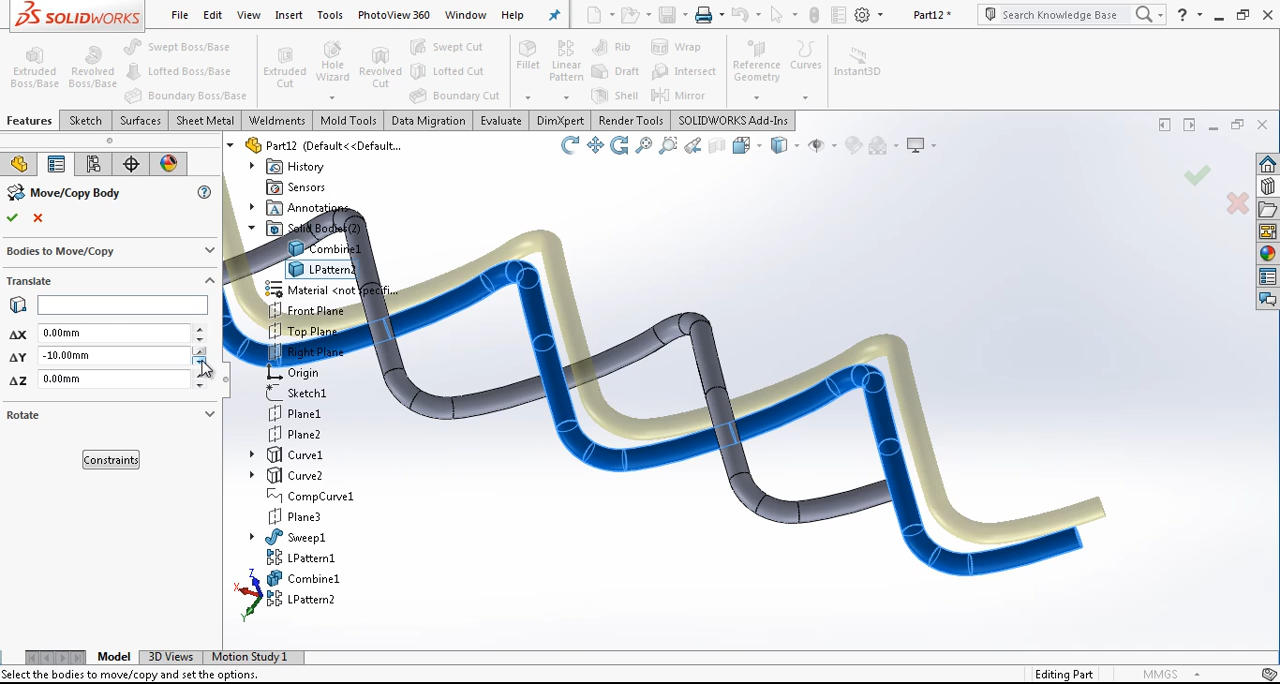 SOLIDWORKS File Edit View Insert Tools PhotoView 360 Window Help Part12 * Search Knowledge Base ?
Extruded Boss/Base
Revolved Boss/Base
Swept Boss/Base
Lofted Boss/Base
Boundary Boss/Base
Extruded Cut
Hole Wizard
Revolved Cut
Swept Cut
Lofted Cut
Boundary Cut
Fillet
Linear Pattern
Rib
Draft
Shell
Wrap
Intersect
Mirror
Reference Geometry
Curves
Instant3D
Features Sketch Surfaces Sheet Metal Weldments Mold Tools Data Migration Evaluate DimXpert Render Tools SOLIDWORKS Add-Ins
Move/Copy Body ?
Bodies to Move/Copy
Translate
ΔX 0.00mm
ΔY -10.00mm
ΔZ 0.00mm
Rotate
Constraints
Part12 (Default<<Default...
History
Sensors
Annotations
Solid Bodies(2)
Combine1
LPattern2
Material <not specifi...
Front Plane
Top Plane
Right Plane
Origin
Sketch1
Plane1
Plane2
Curve1
Curve2
CompCurve1
Plane3
Sweep1
LPattern1
Combine1
LPattern2
Z
X
Y
Model 3D Views Motion Study 1
Select the bodies to move/copy and set the options. Editing Part MMGS